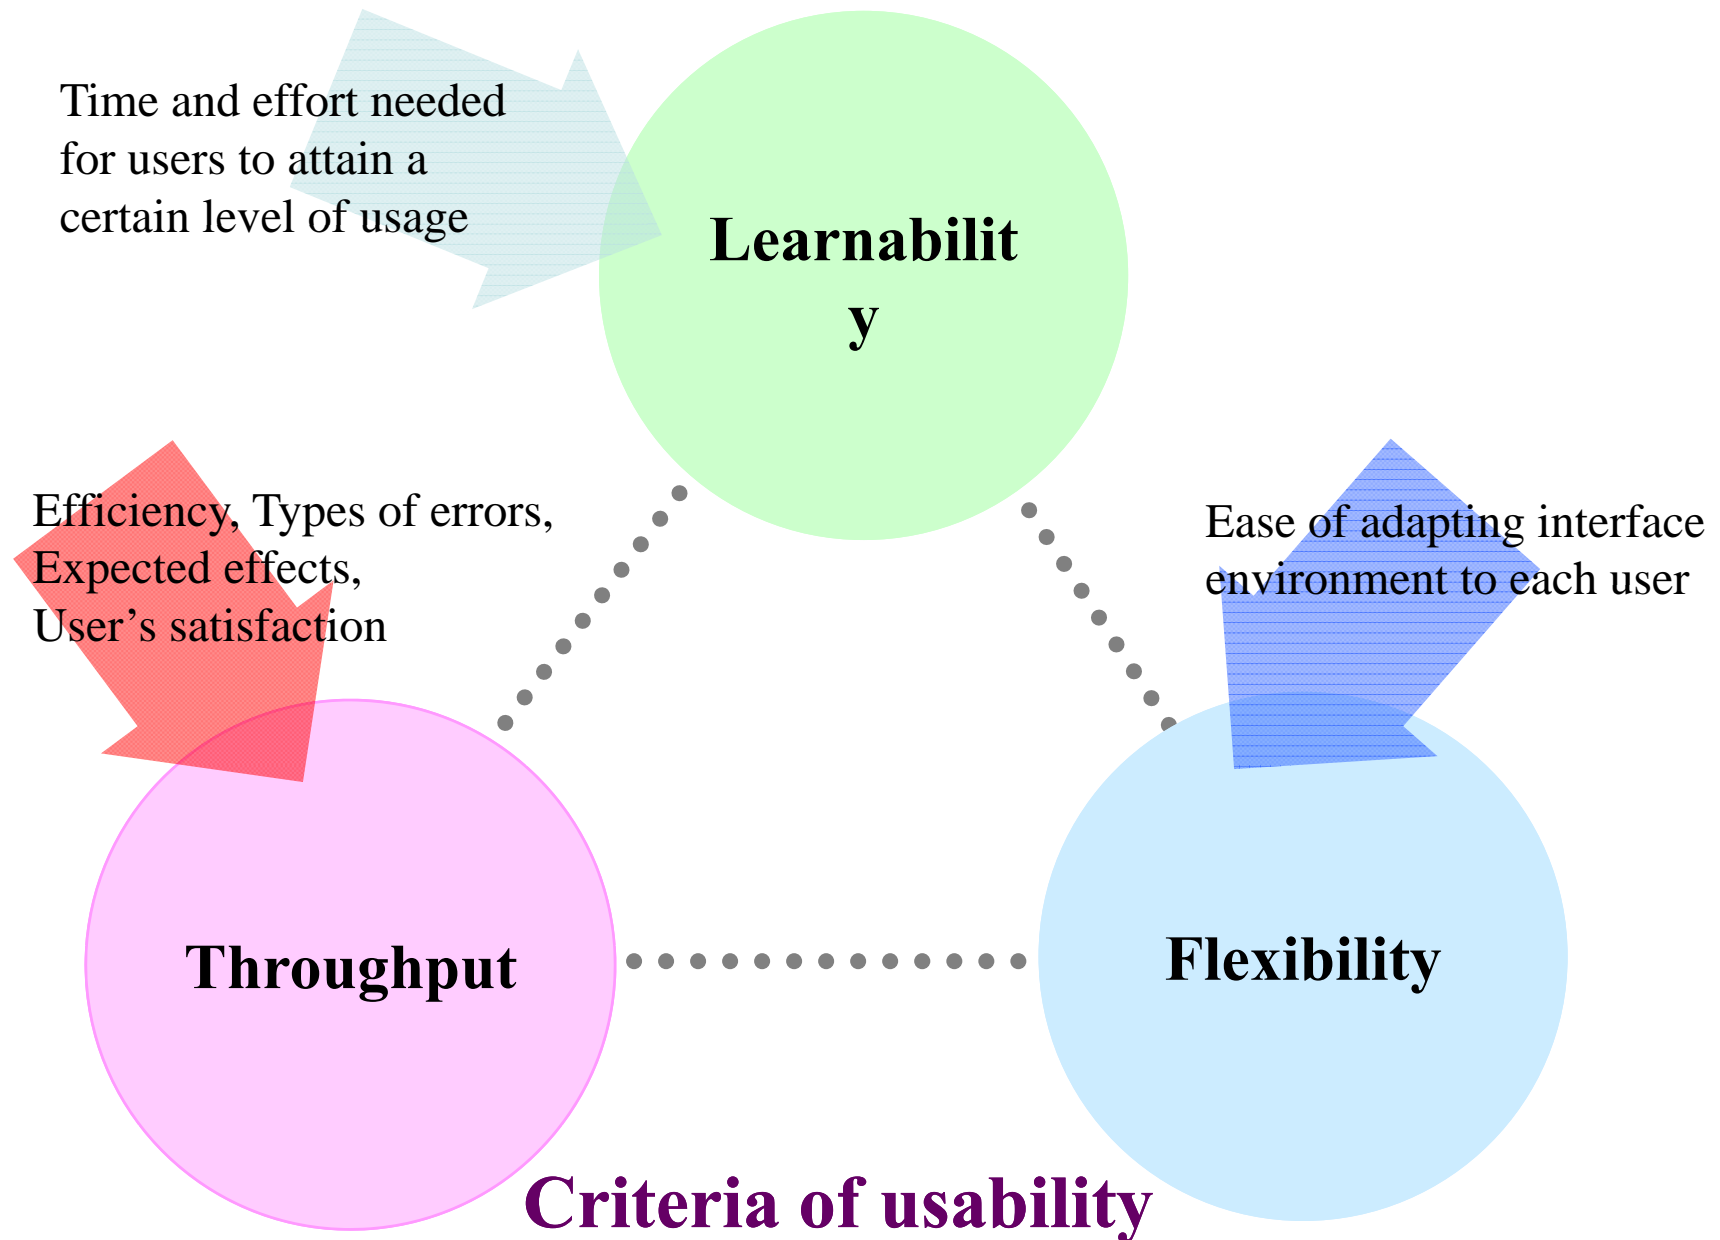 Time and effort needed
for users to attain a
certain level of usage
Learnabilit
y
Efficiency, Types of errors,
Expected effects,
User’s satisfaction
Ease of adapting interface
environment to each user
Throughput
Flexibility
Criteria of usability